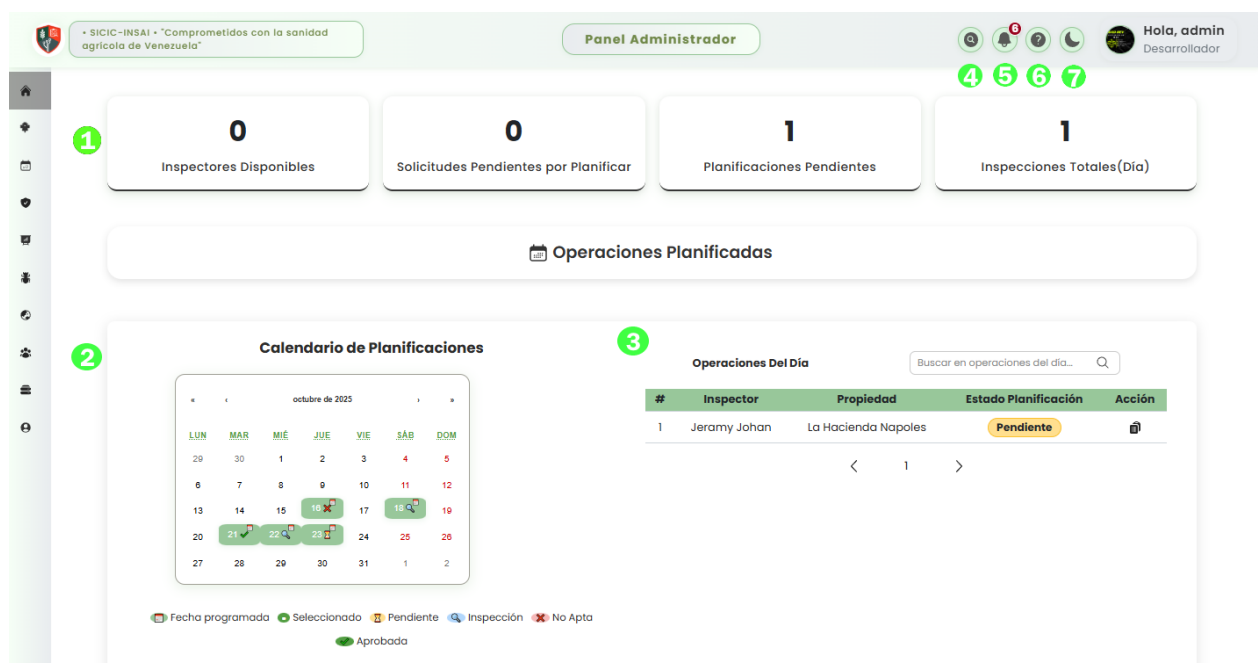 • SICIC-INSAI • "Comprometidos con la sanidad
agrícola de Venezuela"
Panel Administrador
6
Hola, admin
Desarrollador
4 5 6 7
1
0
Inspectores Disponibles
0
Solicitudes Pendientes por Planificar
1
Planificaciones Pendientes
1
Inspecciones Totales(Día)
Operaciones Planificadas
2
Calendario de Planificaciones
« ‹ octubre de 2025 › »
LUN MAR MIÉ JUE VIE SÁB DOM
29 30 1 2 3 4 5
6 7 8 9 10 11 12
13 14 15 16 17 18 19
20 21 22 23 24 25 26
27 28 29 30 31 1 2
Fecha programada Seleccionado Pendiente Inspección No Apta
Aprobada
3
Operaciones Del Día
Buscar en operaciones del día...
# Inspector Propiedad Estado Planificación Acción
1 Jeramy Johan La Hacienda Napoles Pendiente
1